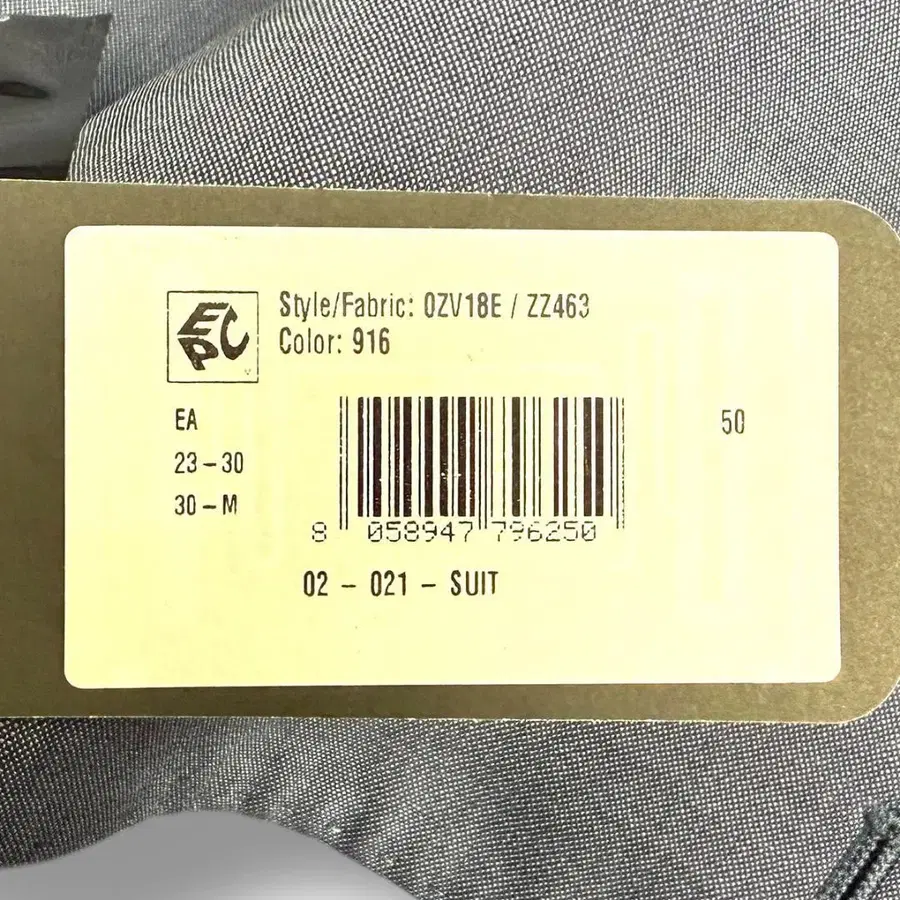 EPC
Style/Fabric: 0ZV18E / ZZ463
Color: 916
EA
50
23 – 30
30 – M
8 058947 796250
02 – 021 – SUIT